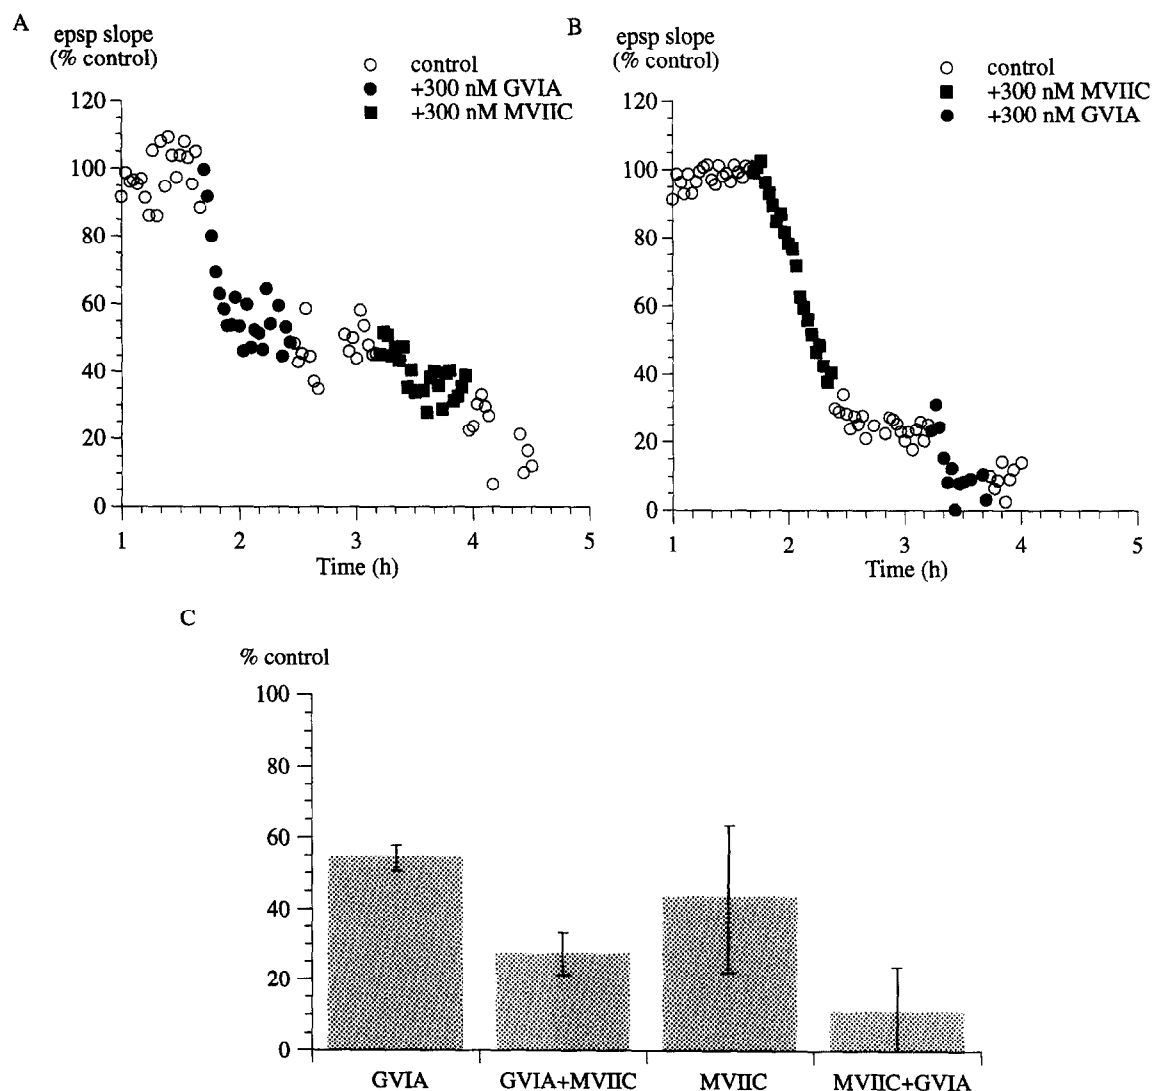 A
epsp slope
(% control)
control
+300 nM GVIA
+300 nM MVIIC
120
100
80
60
40
20
0
1 2 3 4 5
Time (h)
B
epsp slope
(% control)
control
+300 nM MVIIC
+300 nM GVIA
120
100
80
60
40
20
0
1 2 3 4 5
Time (h)
C
% control
100
80
60
40
20
0
GVIA GVIA+MVIIC MVIIC MVIIC+GVIA